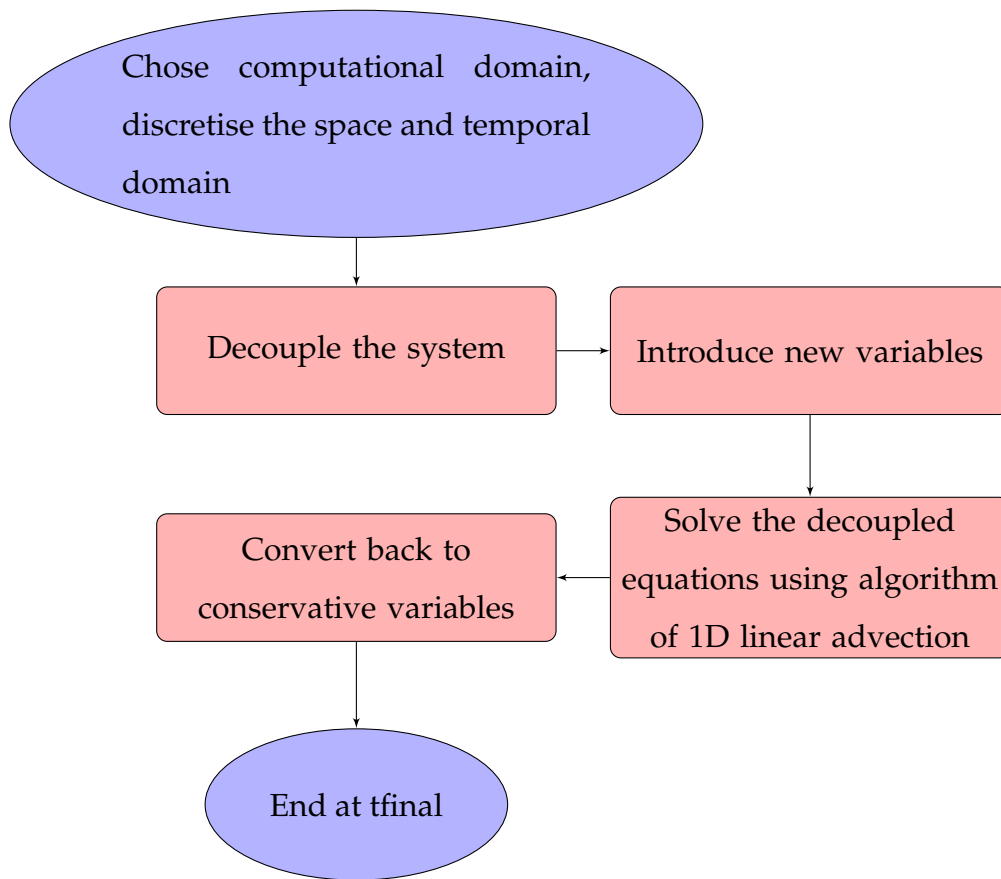 Chose computational domain,
discretise the space and temporal
domain
Decouple the system
Introduce new variables
Solve the decoupled
equations using algorithm
of 1D linear advection
Convert back to
conservative variables
End at tfinal